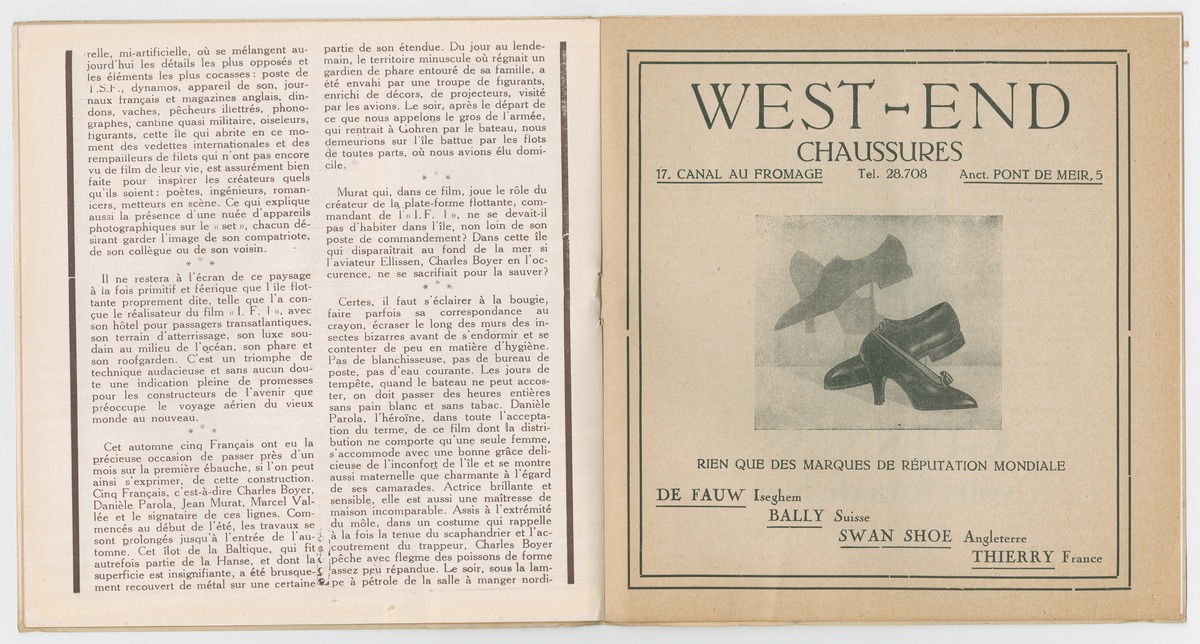 relle, mi-artificielle, où se mélangent au-
jourd'hui les détails les plus opposés et
les éléments les plus cocasses : poste de
T.S.F., dynamos, appareil de son, jour-
naux français et magazines anglais, din-
dons, vaches, pêcheurs illettrés, phono-
graphes, cantine quasi militaire, oiseleurs,
figurants, cette île qui abrite en ce mo-
ment des vedettes internationales et des
rempailleurs de filets qui n'ont pas encore
vu de film de leur vie, est assurément bien
faite pour inspirer les créateurs quels
qu'ils soient : poètes, ingénieurs, roman-
icers, metteurs en scène. Ce qui explique
aussi la présence d'une nuée d'appareils
photographiques sur le « set », chacun dé-
sirant garder l'image de son compatriote,
de son collègue ou de son voisin.
* * *
Il ne restera à l'écran de ce paysage
à la fois primitif et féerique que l'île flot-
tante proprement dite, telle que l'a con-
çue le réalisateur du film « I. F. 1 », avec
son hôtel pour passagers transatlantiques,
son terrain d'atterrissage, son luxe sou-
dain au milieu de l'océan, son phare et
son roofgarden. C'est un triomphe de
technique audacieuse et sans aucun dou-
te une indication pleine de promesses
pour les constructeurs de l'avenir que
préoccupe le voyage aérien du vieux
monde au nouveau.
* * *
Cet automne cinq Français ont eu la
précieuse occasion de passer près d'un
mois sur la première ébauche, si l'on peut
ainsi s'exprimer, de cette construction.
Cinq Français, c'est-à-dire Charles Boyer,
Danièle Parola, Jean Murat, Marcel Val-
lée et le signataire de ces lignes. Com-
mencés au début de l'été, les travaux se
sont prolongés jusqu'à l'entrée de l'au-
tomne. Cet îlot de la Baltique, qui fit
autrefois partie de la Hanse, et dont la
superficie est insignifiante, a été brusque-
ment recouvert de métal sur une certaine
partie de son étendue. Du jour au lende-
main, le territoire minuscule où régnait un
gardien de phare entouré de sa famille, a
été envahi par une troupe de figurants,
enrichi de décors, de projecteurs, visité
par les avions. Le soir, après le départ de
ce que nous appelons le gros de l'armée,
qui rentrait à Gohren par le bateau, nous
demeurions sur l'île battue par les flots
de toutes parts, où nous avions élu domi-
cile.
* * *
Murat qui, dans ce film, joue le rôle du
créateur de la plate-forme flottante, com-
mandant de l'« I.F. 1 », ne se devait-il
pas d'habiter dans l'île, non loin de son
poste de commandement? Dans cette île
qui disparaîtrait au fond de la mer si
l'aviateur Ellissen, Charles Boyer en l'oc-
curence, ne se sacrifiait pour la sauver?
* * *
Certes, il faut s'éclairer à la bougie,
faire parfois sa correspondance au
crayon, écraser le long des murs des in-
sectes bizarres avant de s'endormir et se
contenter de peu en matière d'hygiène.
Pas de blanchisseuse, pas de bureau de
poste, pas d'eau courante. Les jours de
tempête, quand le bateau ne peut accos-
ter, on doit passer des heures entières
sans pain blanc et sans tabac. Danièle
Parola, l'héroïne, dans toute l'accepta-
tion du terme, de ce film dont la distri-
bution ne comporte qu'une seule femme,
s'accommode avec une bonne grâce déli-
cieuse de l'inconfort de l'île et se montre
aussi maternelle que charmante à l'égard
de ses camarades. Actrice brillante et
sensible, elle est aussi une maîtresse de
maison incomparable. Assis à l'extrémité
du môle, dans un costume qui rappelle
à la fois la tenue du scaphandrier et l'ac-
coutrement du trappeur, Charles Boyer
pêche avec flegme des poissons de forme
assez peu répandue. Le soir, sous la lam-
pe à pétrole de la salle à manger nordi-
WEST-END
CHAUSSURES
17, CANAL AU FROMAGE Tel. 28.708 Anct. PONT DE MEIR, 5
RIEN QUE DES MARQUES DE RÉPUTATION MONDIALE
DE FAUW Iseghem
BALLY Suisse
SWAN SHOE Angleterre
THIERRY France